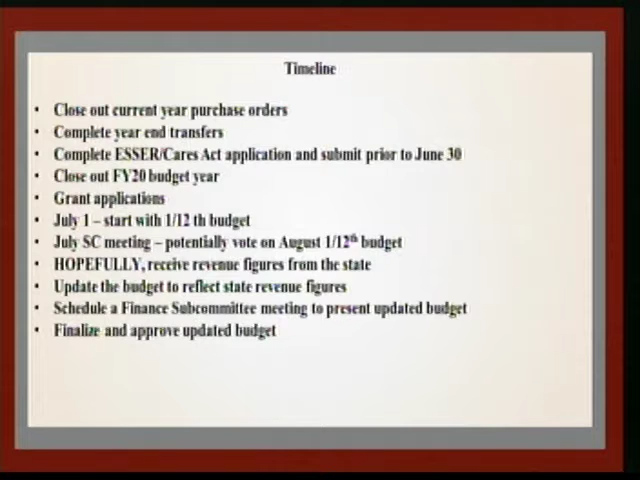 Timeline
• Close out current year purchase orders
• Complete year end transfers
• Complete ESSER/Cares Act application and submit prior to June 30
• Close out FY20 budget year
• Grant applications
• July 1 – start with 1/12 th budget
• July SC meeting – potentially vote on August 1/12th budget
• HOPEFULLY, receive revenue figures from the state
• Update the budget to reflect state revenue figures
• Schedule a Finance Subcommittee meeting to present updated budget
• Finalize and approve updated budget